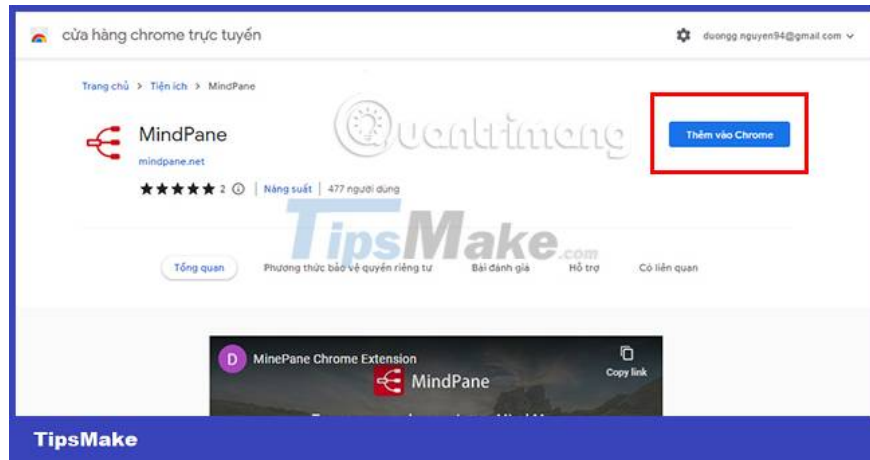 cửa hàng chrome trực tuyến
duongg.nguyen94@gmail.com
Trang chủ > Tiện ích > MindPane
Quantrimang
MindPane
Thêm vào Chrome
mindpane.net
2 | Năng suất | 477 người dùng
TipsMake.com
Tổng quan Phương thức bảo vệ quyền riêng tư Bài đánh giá Hỗ trợ Có liên quan
D MinePane Chrome Extension
Copy link
MindPane
TipsMake